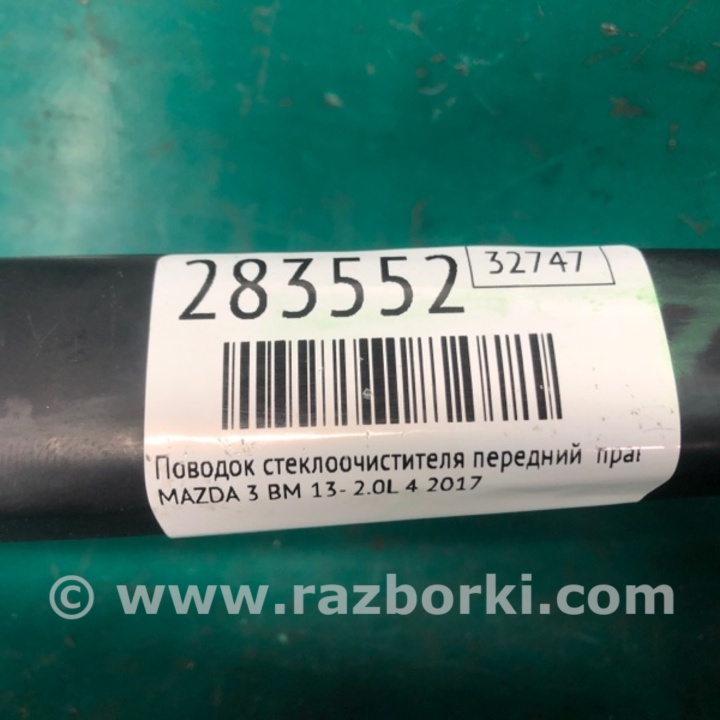 283552
32747
Поводок стеклоочистителя передний
MAZDA 3 BM 13- 2.0L 4 2017
© www.razborki.com